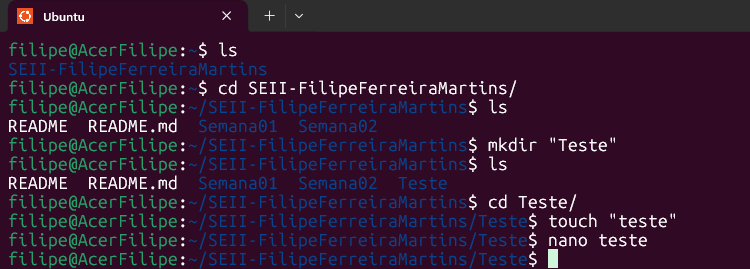 Ubuntu
filipe@AcerFilipe:~$ ls
SEII-FilipeFerreiraMartins
filipe@AcerFilipe:~$ cd SEII-FilipeFerreiraMartins/
filipe@AcerFilipe:~/SEII-FilipeFerreiraMartins$ ls
README  README.md  Semana01  Semana02
filipe@AcerFilipe:~/SEII-FilipeFerreiraMartins$ mkdir "Teste"
filipe@AcerFilipe:~/SEII-FilipeFerreiraMartins$ ls
README  README.md  Semana01  Semana02  Teste
filipe@AcerFilipe:~/SEII-FilipeFerreiraMartins$ cd Teste/
filipe@AcerFilipe:~/SEII-FilipeFerreiraMartins/Teste$ touch "teste"
filipe@AcerFilipe:~/SEII-FilipeFerreiraMartins/Teste$ nano teste
filipe@AcerFilipe:~/SEII-FilipeFerreiraMartins/Teste$